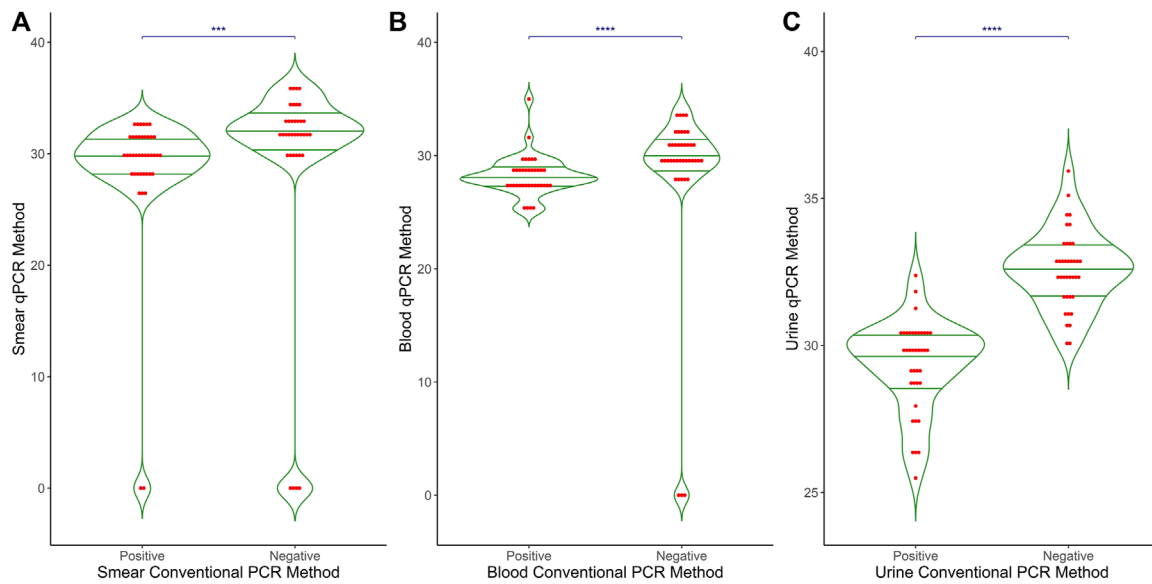 A
***
40
30
20
10
0
Smear qPCR Method
Positive
Negative
Smear Conventional PCR Method
B
****
40
30
20
10
0
Blood qPCR Method
Positive
Negative
Blood Conventional PCR Method
C
****
40
35
30
25
Urine qPCR Method
Positive
Negative
Urine Conventional PCR Method